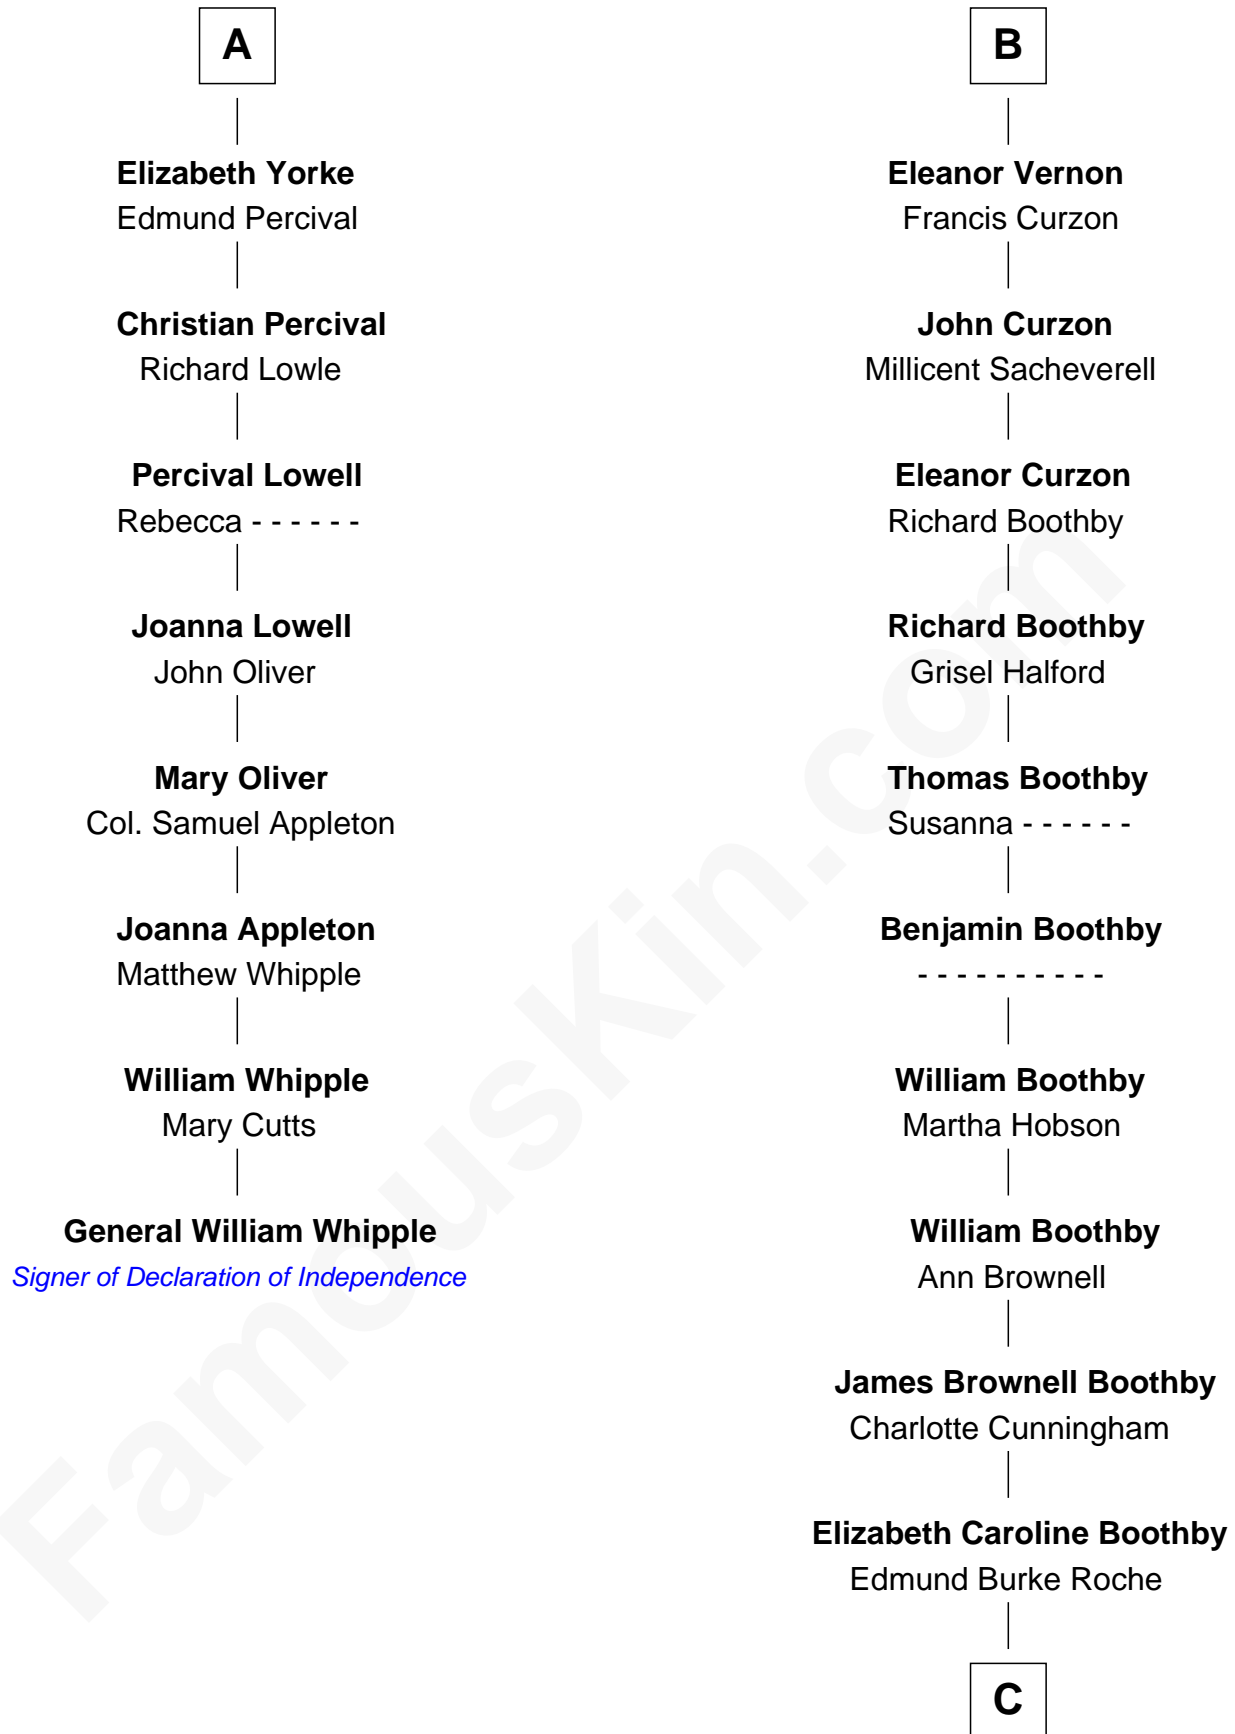 A
Elizabeth Yorke
Edmund Percival
Christian Percival
Richard Lowle
Percival Lowell
Rebecca - - - - - -
Joanna Lowell
John Oliver
Mary Oliver
Col. Samuel Appleton
Joanna Appleton
Matthew Whipple
William Whipple
Mary Cutts
General William Whipple
Signer of Declaration of Independence
B
Eleanor Vernon
Francis Curzon
John Curzon
Millicent Sacheverell
Eleanor Curzon
Richard Boothby
Richard Boothby
Grisel Halford
Thomas Boothby
Susanna - - - - - -
Benjamin Boothby
- - - - - - - - - -
William Boothby
Martha Hobson
William Boothby
Ann Brownell
James Brownell Boothby
Charlotte Cunningham
Elizabeth Caroline Boothby
Edmund Burke Roche
C
FamousKin.com